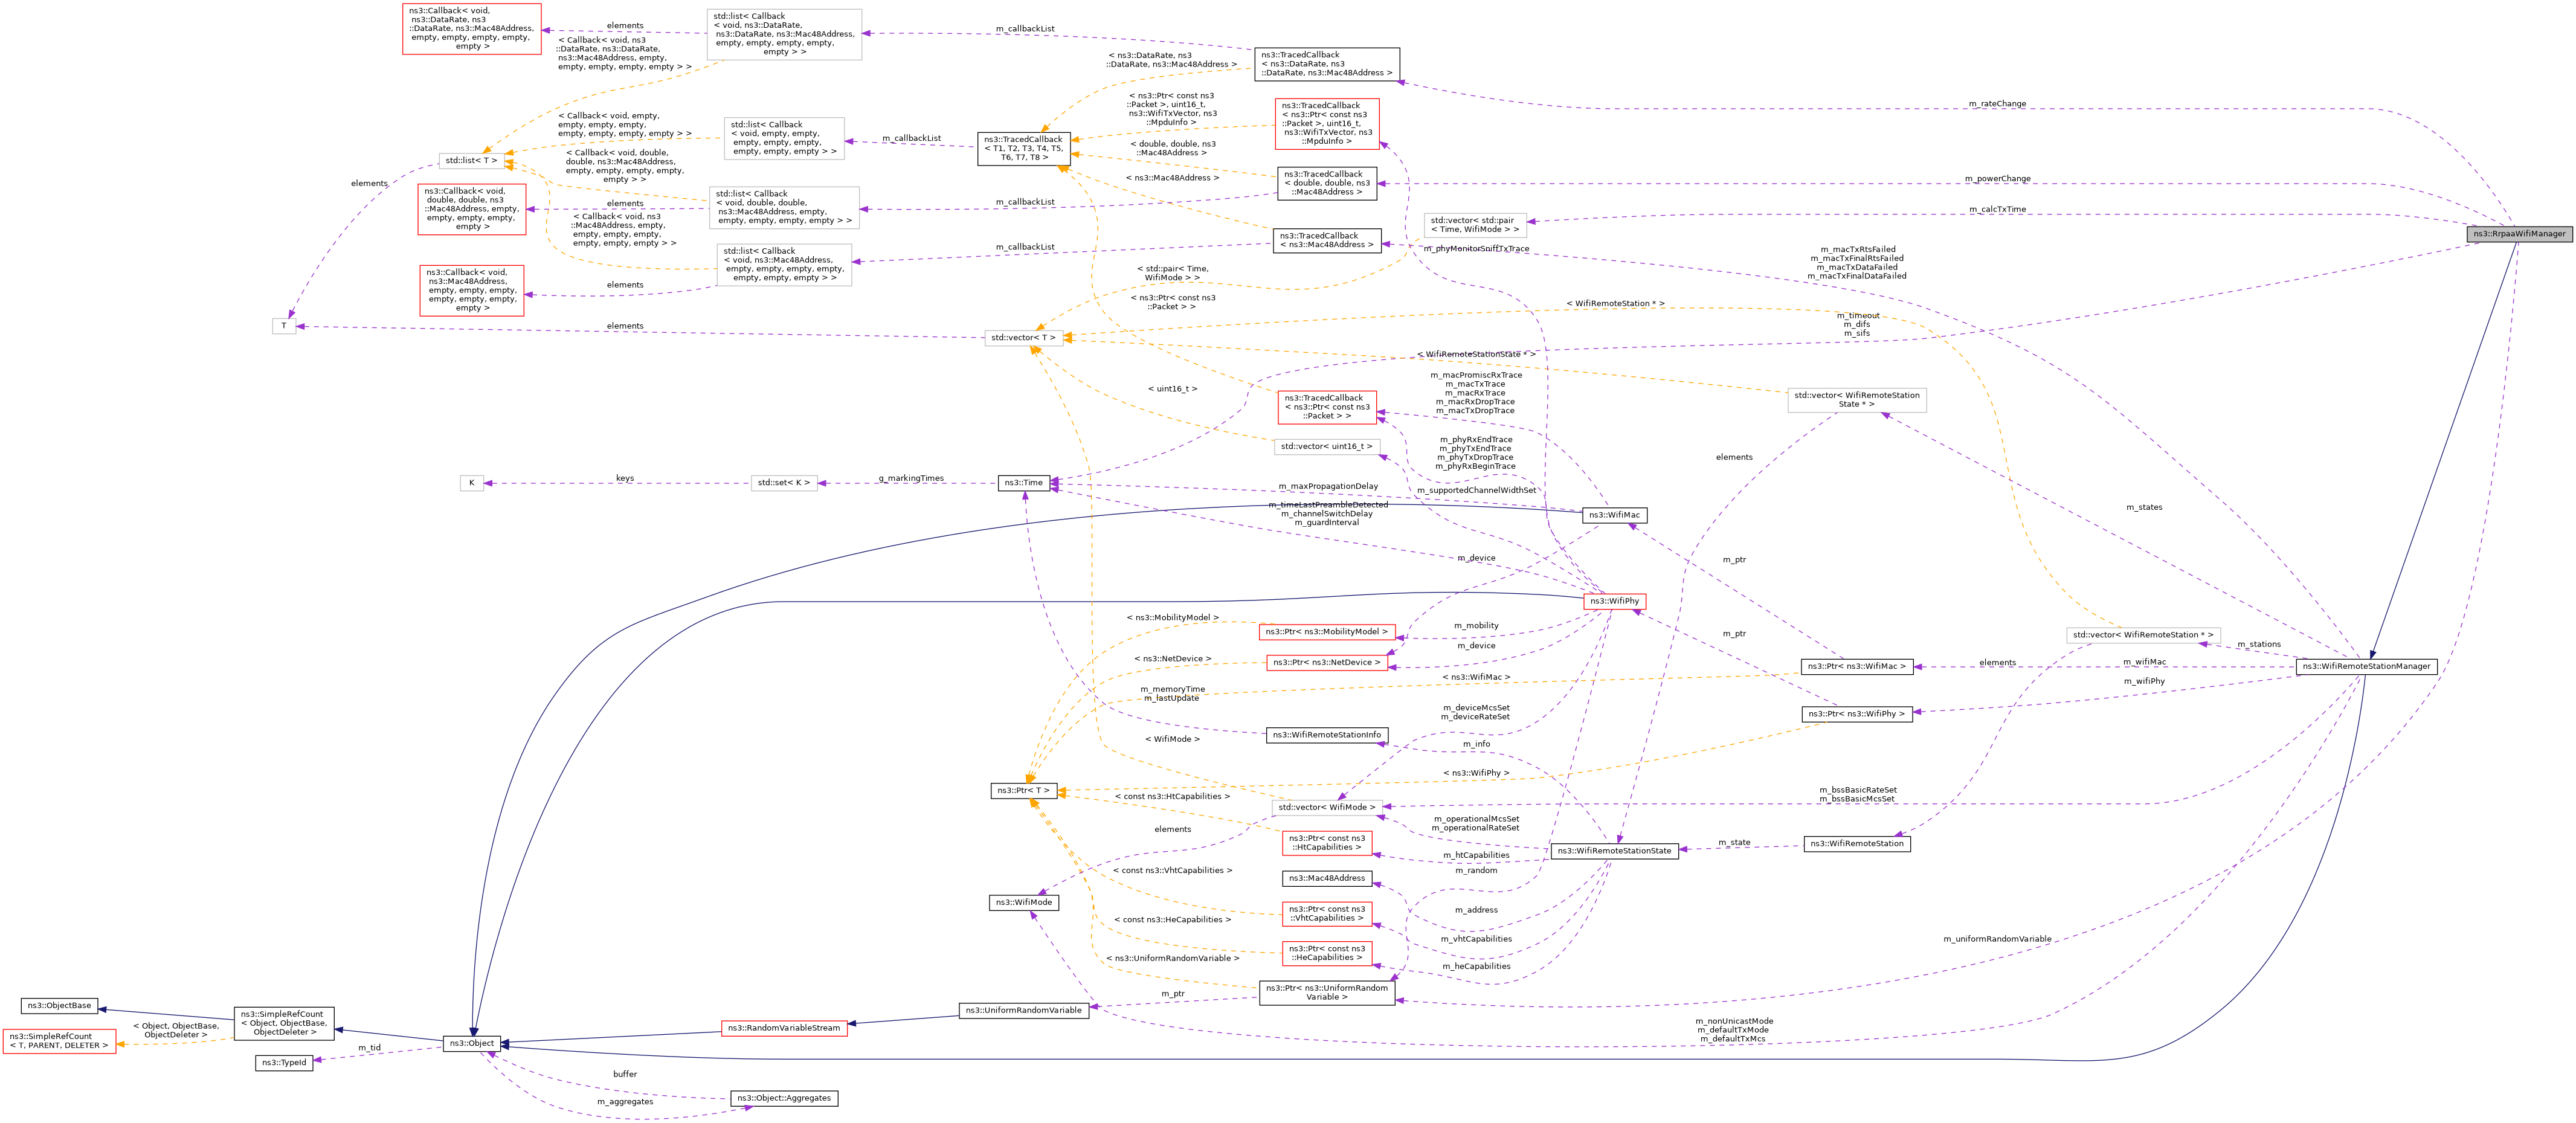 ns3::Callback< void,
ns3::DataRate, ns3
::DataRate, ns3::Mac48Address,
empty, empty, empty, empty,
empty >
elements
std::list< Callback
< void, ns3::DataRate,
ns3::DataRate, ns3::Mac48Address,
empty, empty, empty, empty,
empty > >
< Callback< void, ns3
::DataRate, ns3::DataRate,
ns3::Mac48Address, empty,
empty, empty, empty, empty > >
m_callbackList
ns3::TracedCallback
< ns3::DataRate, ns3
::DataRate, ns3::Mac48Address >
< ns3::DataRate, ns3
::DataRate, ns3::Mac48Address >
m_rateChange
< ns3::Ptr< const ns3
::Packet >, uint16_t,
ns3::WifiTxVector, ns3
::MpduInfo >
ns3::TracedCallback
< ns3::Ptr< const ns3
::Packet >, uint16_t,
ns3::WifiTxVector, ns3
::MpduInfo >
< Callback< void, empty,
empty, empty, empty,
empty, empty, empty, empty > >
std::list< Callback
< void, empty, empty,
empty, empty, empty,
empty, empty, empty > >
m_callbackList
ns3::TracedCallback
< T1, T2, T3, T4, T5,
T6, T7, T8 >
< double, double, ns3
::Mac48Address >
std::list< T >
< Callback< void, double,
double, ns3::Mac48Address,
empty, empty, empty, empty,
empty > >
elements
ns3::Callback< void,
double, double, ns3
::Mac48Address, empty,
empty, empty, empty,
empty >
elements
std::list< Callback
< void, double, double,
ns3::Mac48Address, empty,
empty, empty, empty, empty > >
m_callbackList
< ns3::Mac48Address >
ns3::TracedCallback
< double, double, ns3
::Mac48Address >
m_powerChange
m_calcTxTime
std::vector< std::pair
< Time, WifiMode > >
ns3::RrpaaWifiManager
< Callback< void, ns3
::Mac48Address, empty,
empty, empty, empty,
empty, empty, empty > >
std::list< Callback
< void, ns3::Mac48Address,
empty, empty, empty, empty,
empty, empty, empty > >
m_callbackList
ns3::TracedCallback
< ns3::Mac48Address >
m_phyMonitorSniffTxTrace
m_macTxRtsFailed
m_macTxFinalRtsFailed
m_macTxDataFailed
m_macTxFinalDataFailed
ns3::Callback< void,
ns3::Mac48Address,
empty, empty, empty,
empty, empty, empty,
empty >
elements
< std::pair< Time,
WifiMode > >
< ns3::Ptr< const ns3
::Packet > >
< WifiRemoteStation * >
T
elements
std::vector< T >
m_timeout
m_difs
m_sifs
< WifiRemoteStationState * >
< uint16_t >
m_macPromiscRxTrace
m_macTxTrace
m_macRxTrace
m_macRxDropTrace
m_macTxDropTrace
ns3::TracedCallback
< ns3::Ptr< const ns3
::Packet > >
std::vector< WifiRemoteStation
State * >
std::vector< uint16_t >
m_phyRxEndTrace
m_phyTxEndTrace
m_phyTxDropTrace
m_phyRxBeginTrace
elements
K
keys
std::set< K >
g_markingTimes
ns3::Time
m_maxPropagationDelay
m_supportedChannelWidthSet
m_timeLastPreambleDetected
m_channelSwitchDelay
m_guardInterval
ns3::WifiMac
m_states
m_device
m_ptr
ns3::WifiPhy
< ns3::MobilityModel >
ns3::Ptr< ns3::MobilityModel >
m_mobility
m_device
m_ptr
std::vector< WifiRemoteStation * >
m_stations
< ns3::NetDevice >
ns3::Ptr< ns3::NetDevice >
ns3::Ptr< ns3::WifiMac >
elements
m_wifiMac
ns3::WifiRemoteStationManager
< ns3::WifiMac >
m_wifiPhy
m_memoryTime
m_lastUpdate
m_deviceMcsSet
m_deviceRateSet
ns3::Ptr< ns3::WifiPhy >
< WifiMode >
ns3::WifiRemoteStationInfo
m_info
< ns3::WifiPhy >
ns3::Ptr< T >
< const ns3::HtCapabilities >
std::vector< WifiMode >
m_bssBasicRateSet
m_bssBasicMcsSet
elements
m_operationalMcsSet
m_operationalRateSet
ns3::Ptr< const ns3
::HtCapabilities >
m_htCapabilities
ns3::WifiRemoteStationState
m_state
ns3::WifiRemoteStation
< const ns3::VhtCapabilities >
ns3::Mac48Address
m_random
ns3::WifiMode
ns3::Ptr< const ns3
::VhtCapabilities >
m_address
< const ns3::HeCapabilities >
m_vhtCapabilities
m_uniformRandomVariable
ns3::Ptr< const ns3
::HeCapabilities >
m_heCapabilities
< ns3::UniformRandomVariable >
ns3::Ptr< ns3::UniformRandom
Variable >
m_ptr
ns3::UniformRandomVariable
ns3::ObjectBase
ns3::SimpleRefCount
< Object, ObjectBase,
ObjectDeleter >
< Object, ObjectBase,
ObjectDeleter >
ns3::SimpleRefCount
< T, PARENT, DELETER >
ns3::RandomVariableStream
m_nonUnicastMode
m_defaultTxMode
m_defaultTxMcs
ns3::Object
m_tid
ns3::TypeId
buffer
m_aggregates
ns3::Object::Aggregates